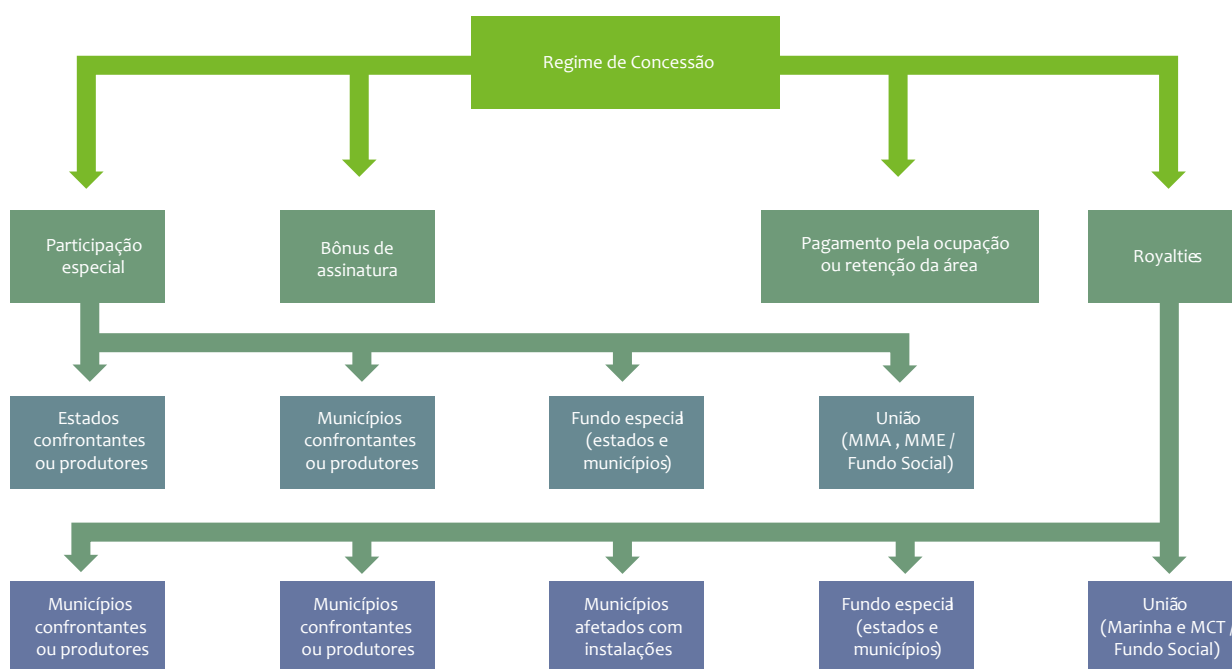 Regime de Concessão
Participação
especial
Bônus de
assinatura
Pagamento pela ocupação
ou retenção da área
Royalties
Estados
confrontantes
ou produtores
Municípios
confrontantes
ou produtores
Fundo especial
(estados e
municípios)
União
(MMA , MME /
Fundo Social)
Municípios
confrontantes
ou produtores
Municípios
confrontantes
ou produtores
Municípios
afetados com
instalações
Fundo especial
(estados e
municípios)
União
(Marinha e MCT /
Fundo Social)